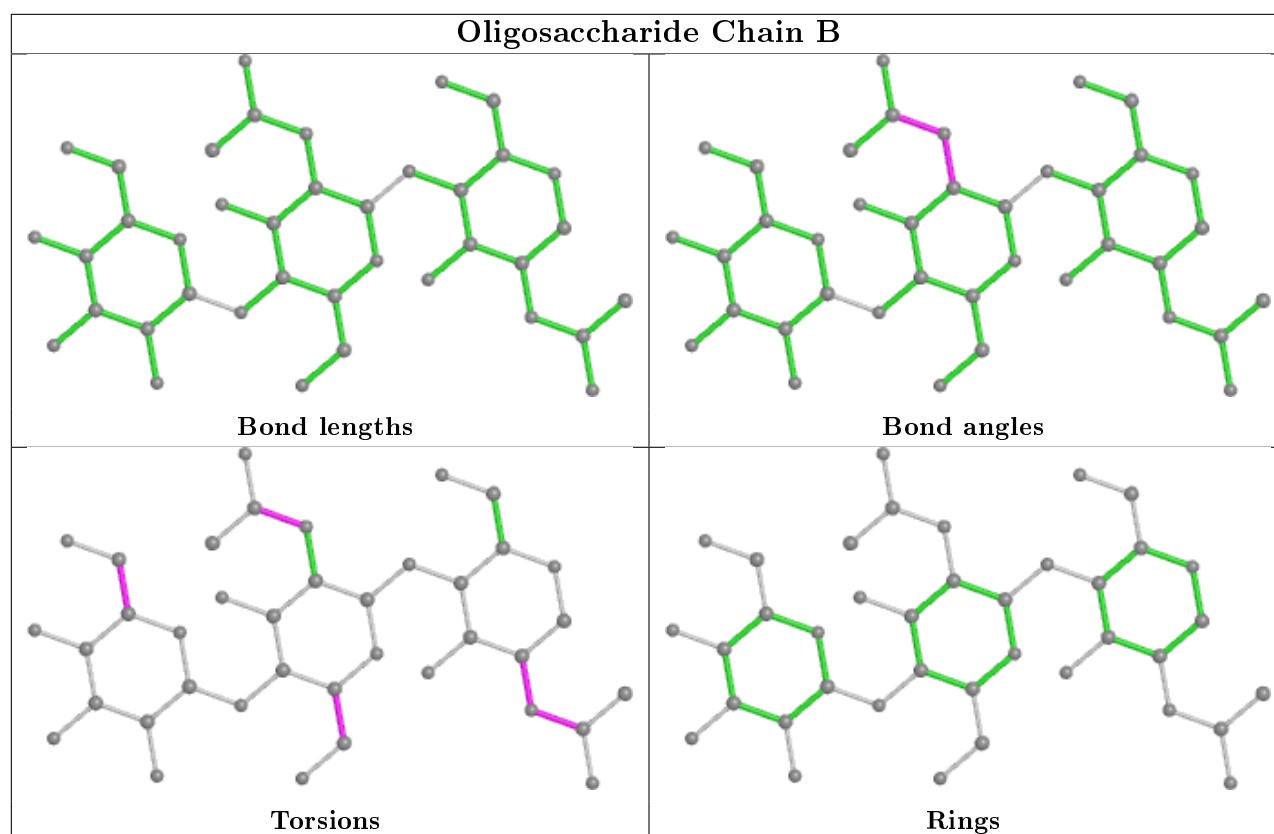 Oligosaccharide Chain B
Bond lengths
Bond angles
Torsions
Rings